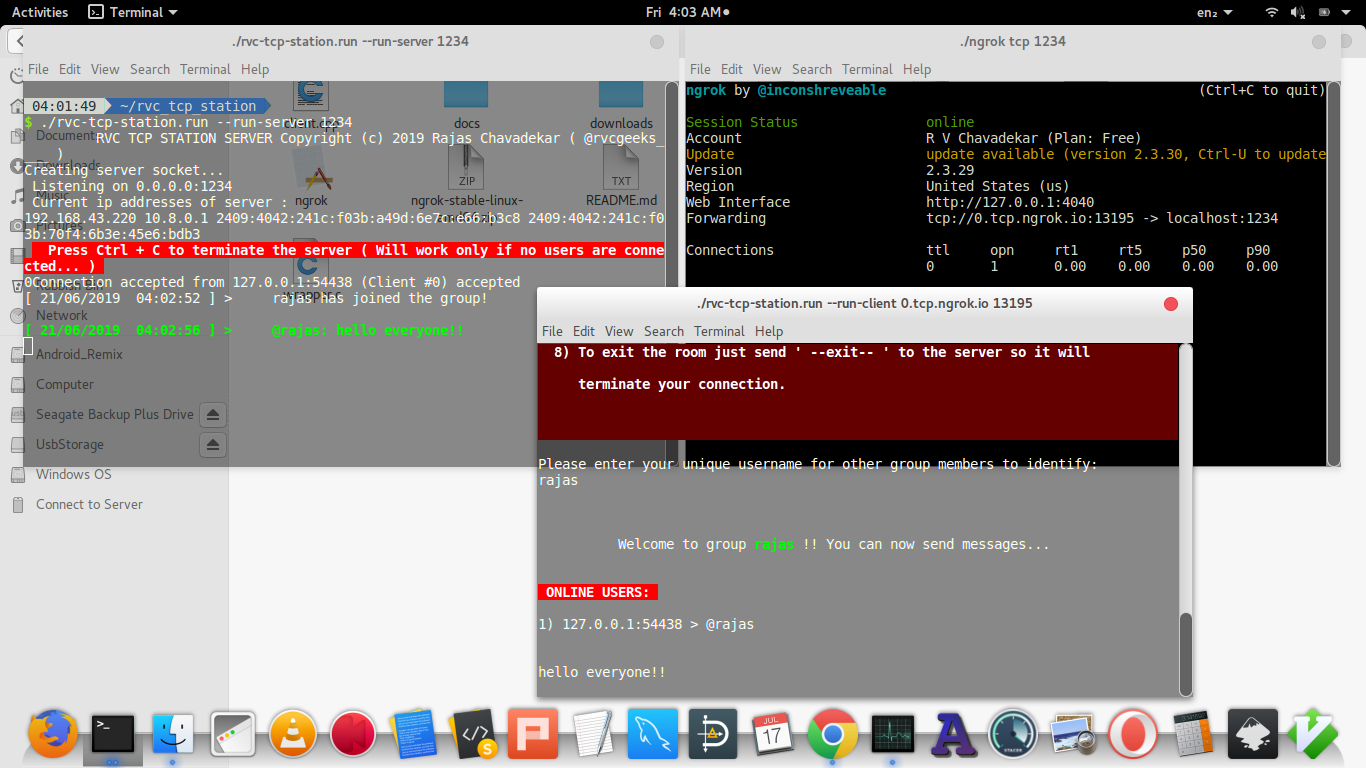 Activities Terminal Fri 4:03 AM en₂
./rvc-tcp-station.run --run-server 1234
File Edit View Search Terminal Help
04:01:49 ~/rvc_tcp_station
$ ./rvc-tcp-station.run --run-server 1234
RVC TCP STATION SERVER Copyright (c) 2019 Rajas Chavadekar ( @rvcgeeks_
__ )
Creating server socket...
Listening on 0.0.0.0:1234
Current ip addresses of server :
192.168.43.220 10.8.0.1 2409:4042:241c:f03b:a49d:6e7c:
3b:70f4:6b3e:45e6:bdb3
Press Ctrl + C to terminate the server ( Will work only if no users are conne
cted... )
0Connection accepted from 127.0.0.1:54438 (Client #0) accepted
[ 21/06/2019 04:02:52 ] > rajas has joined the group!
[ 21/06/2019 04:02:56 ] > @rajas: hello everyone!!
client.cpp
docs
downloads
ngrok
ngrok-stable-linux-
README.md
ZIP
TXT
Documents
Downloads
Music
Pictures
Rubbish Bin
Network
Android_Remix
Computer
Seagate Backup Plus Drive
UsbStorage
Windows OS
Connect to Server
./ngrok tcp 1234
File Edit View Search Terminal Help
ngrok by @inconshreveable (Ctrl+C to quit)
Session Status online
Account R V Chavadekar (Plan: Free)
Update update available (version 2.3.30, Ctrl-U to update
Version 2.3.29
Region United States (us)
Web Interface http://127.0.0.1:4040
Forwarding tcp://0.tcp.ngrok.io:13195 -> localhost:1234
Connections ttl opn rt1 rt5 p50 p90
0 1 0.00 0.00 0.00 0.00
./rvc-tcp-station.run --run-client 0.tcp.ngrok.io 13195
File Edit View Search Terminal Help
8) To exit the room just send ' --exit-- ' to the server so it will
terminate your connection.
Please enter your unique username for other group members to identify:
rajas
Welcome to group rajas !! You can now send messages...
ONLINE USERS:
1) 127.0.0.1:54438 > @rajas
hello everyone!!
>_
S
JUL
17
A
STACER